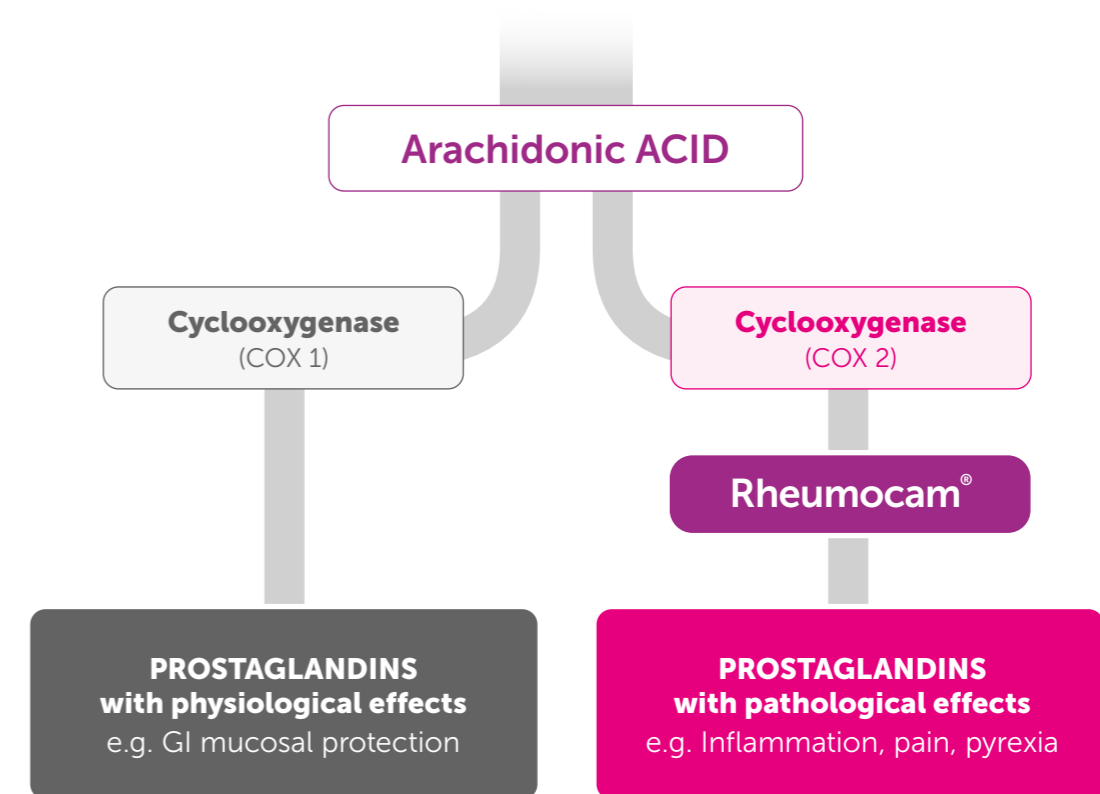 Arachidonic ACID
Cyclooxygenase
(COX 1)
Cyclooxygenase
(COX 2)
Rheumocam®
PROSTAGLANDINS
with physiological effects
e.g. GI mucosal protection
PROSTAGLANDINS
with pathological effects
e.g. Inflammation, pain, pyrexia